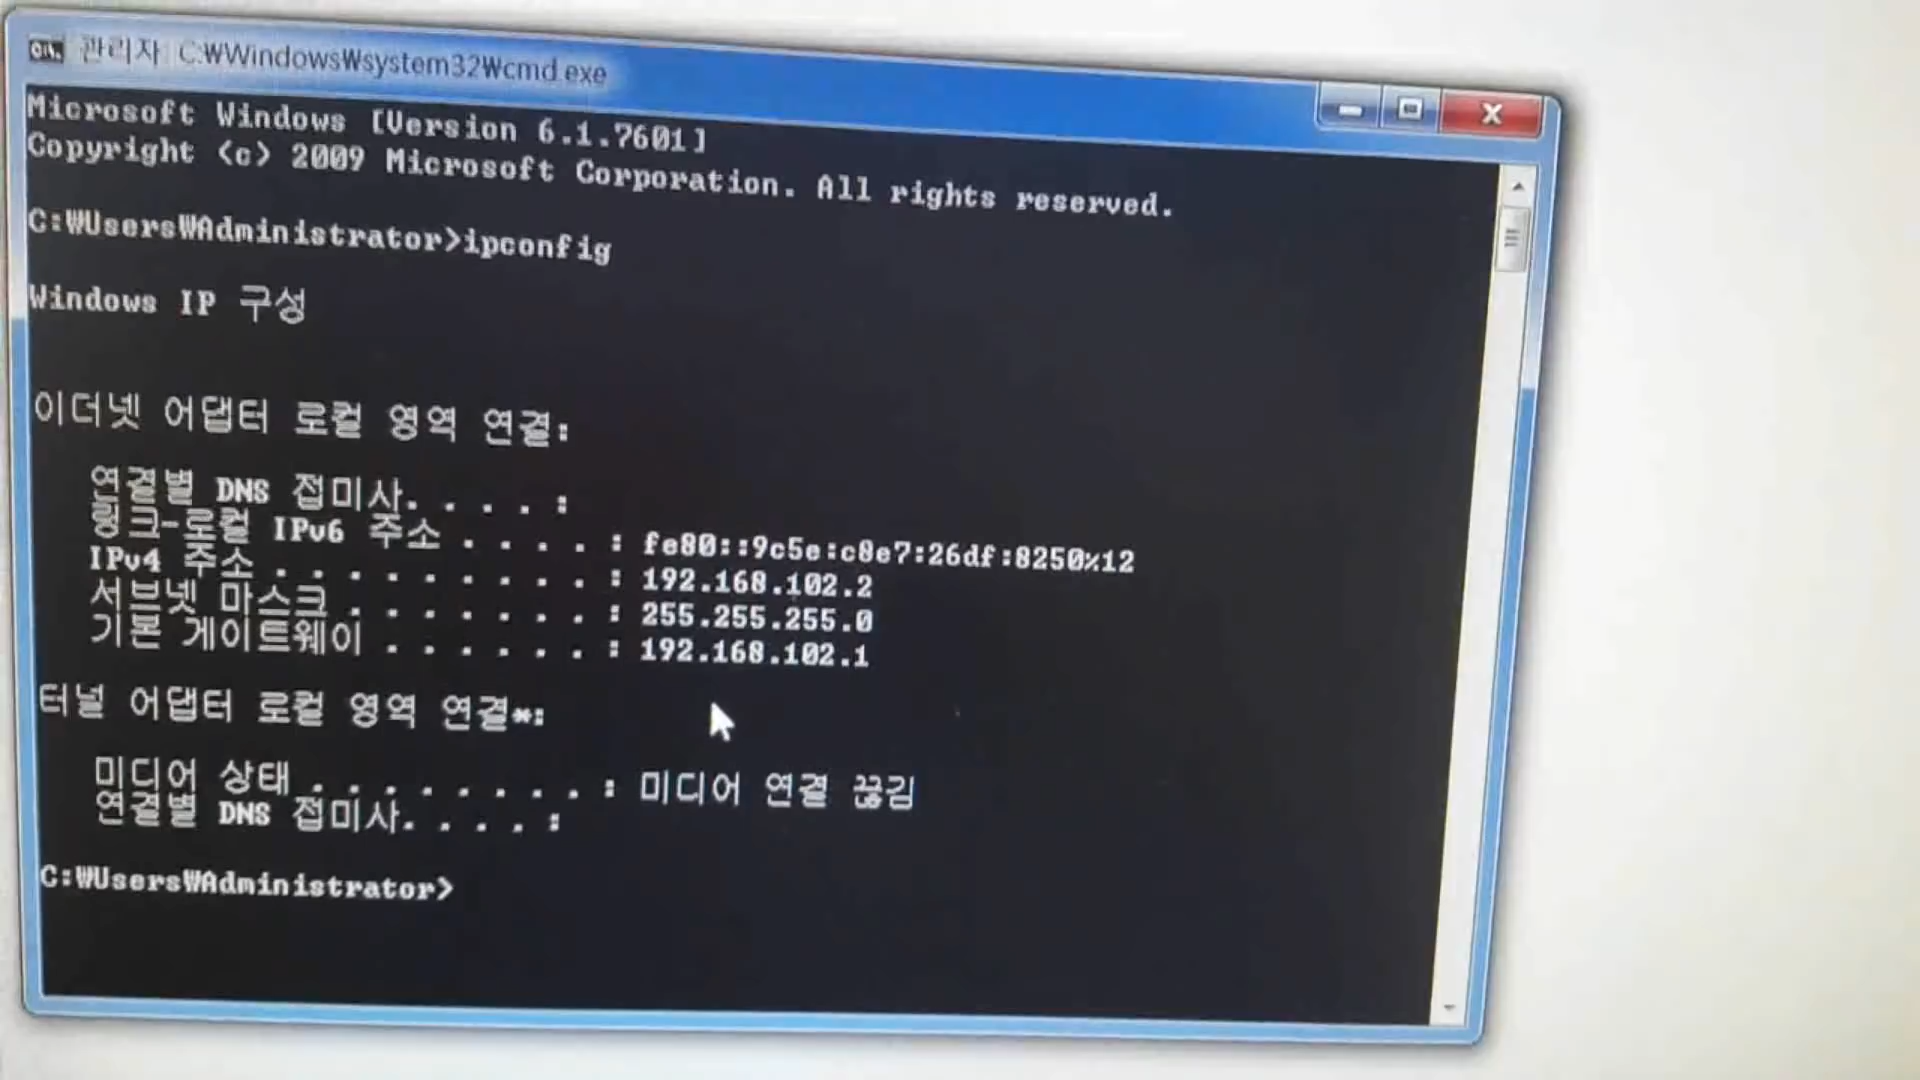 관리자 C:₩Windows₩system32₩cmd.exe
Microsoft Windows [Version 6.1.7601]
Copyright (c) 2009 Microsoft Corporation. All rights reserved.
C:₩Users₩Administrator>ipconfig
Windows IP 구성
이더넷 어댑터 로컬 영역 연결:
연결별 DNS 접미사. . . . :
링크-로컬 IPv6 주소 . . . . : fe80::9c5e:c8e7:26df:8250%12
IPv4 주소 . . . . . . . . . : 192.168.102.2
서브넷 마스크 . . . . . . . : 255.255.255.0
기본 게이트웨이 . . . . . . : 192.168.102.1
터널 어댑터 로컬 영역 연결*:
미디어 상태 . . . . . . . . : 미디어 연결 끊김
연결별 DNS 접미사. . . . :
C:₩Users₩Administrator>